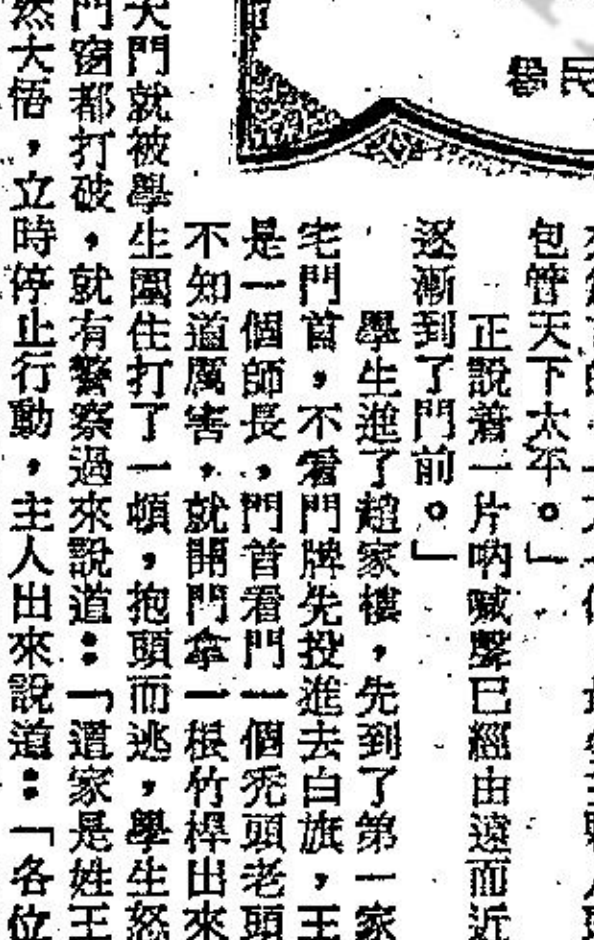 民學
包管天下太平。」
正說着一片吶喊聲已經由遠而近
逐漸到了門前。」
學生進了趙家樓，先到了第一家
宅門首，不看門牌先投進去白旗，王
是一個師長，門首看門一個禿頭老頭
不知道厲害，就開門拿一根竹桿出來
大門就被學生圍住打了一頓，抱頭而逃，學生怒
門窗都打破，就有警察過來說道：「這家是姓王
然大悟，立時停止行動，主人出來說道：「各位